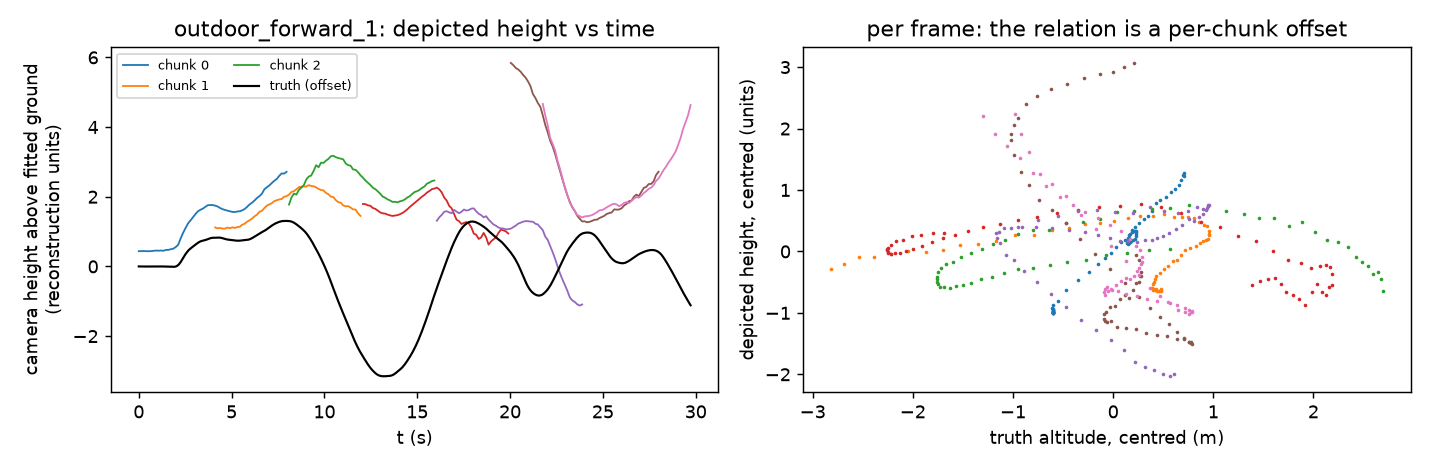 outdoor_forward_1: depicted height vs time
camera height above fitted ground
(reconstruction units)
6
4
2
0
−2
chunk 0
chunk 1
chunk 2
truth (offset)
0
5
10
15
20
25
30
t (s)
per frame: the relation is a per-chunk offset
depicted height, centred (units)
3
2
1
0
−1
−2
−3
−2
−1
0
1
2
truth altitude, centred (m)